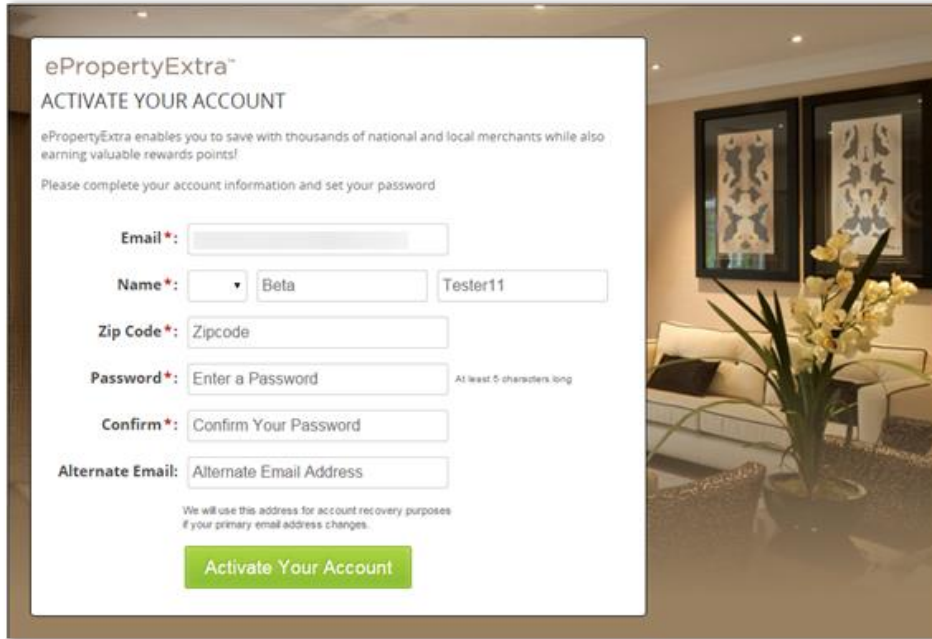 ePropertyExtra™
ACTIVATE YOUR ACCOUNT
ePropertyExtra enables you to save with thousands of national and local merchants while also
earning valuable rewards points!
Please complete your account information and set your password
Email*:
Name*: Beta Tester11
Zip Code*: Zipcode
Password*: Enter a Password At least 5 characters long
Confirm*: Confirm Your Password
Alternate Email: Alternate Email Address
We will use this address for account recovery purposes
if your primary email address changes.
Activate Your Account